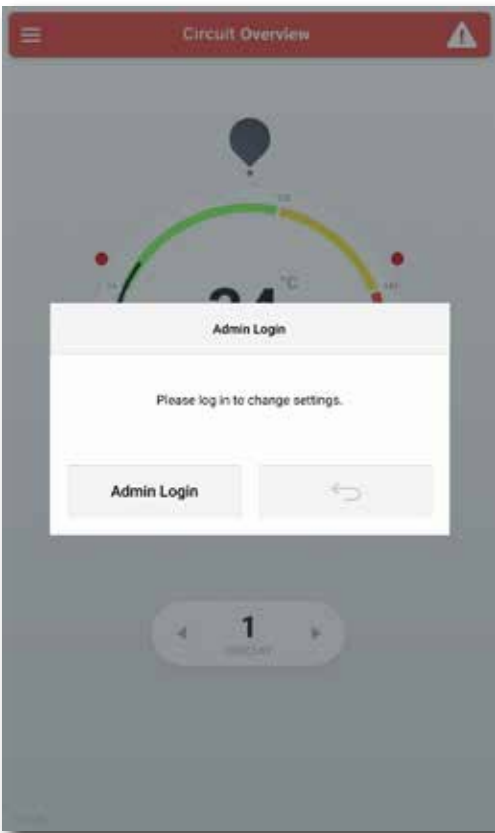 Circuit Overview
°C
Admin Login
Please log in to change settings.
Admin Login
1